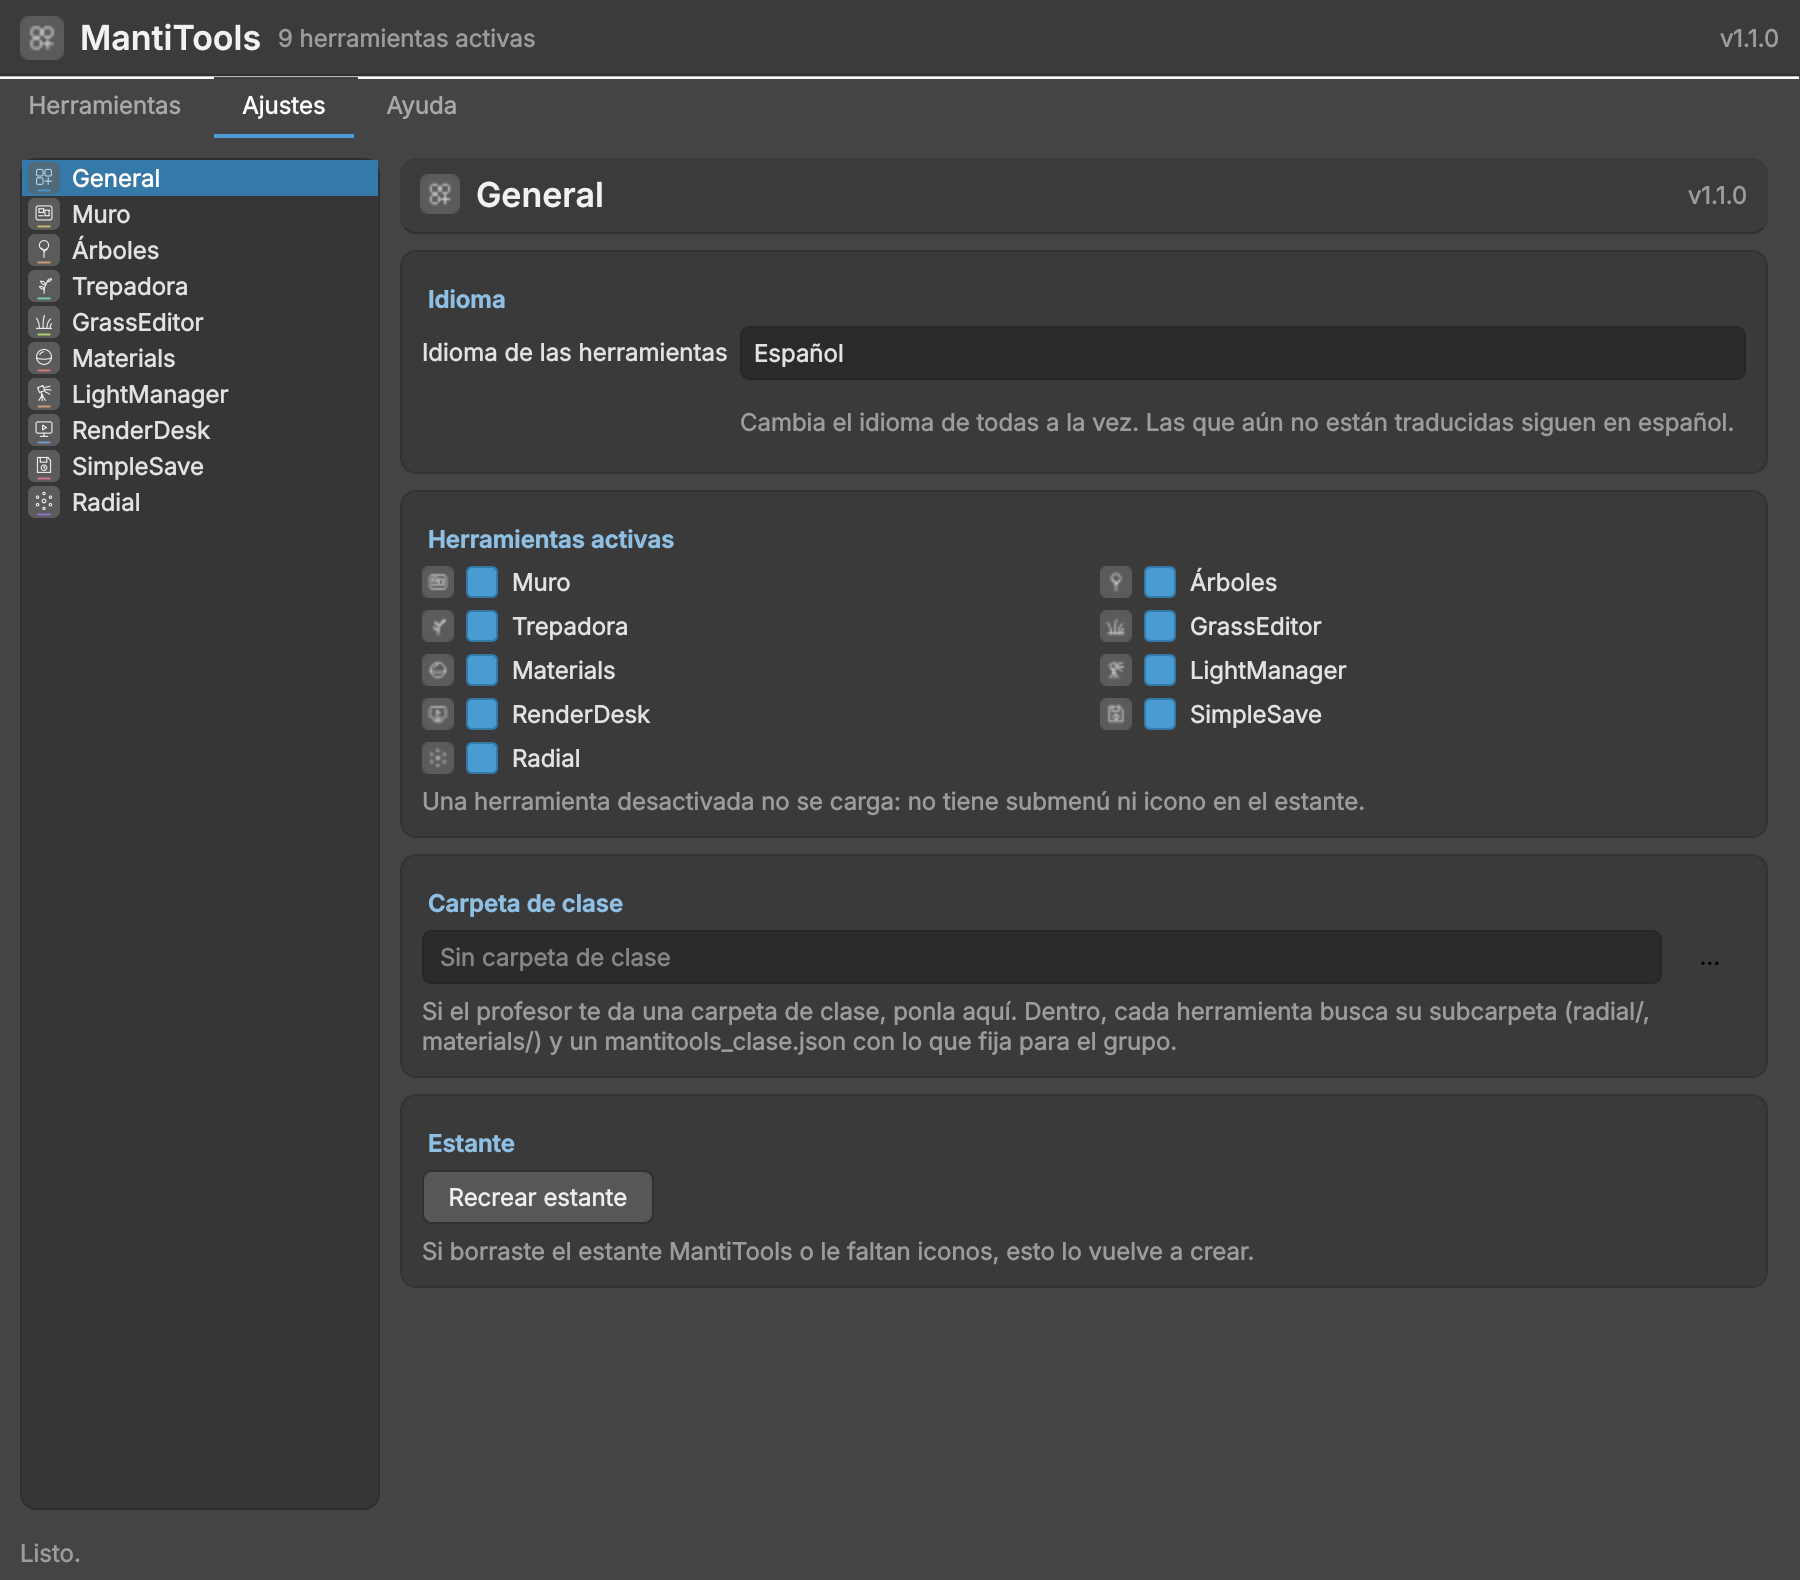 MantiTools 9 herramientas activas v1.1.0
Herramientas Ajustes Ayuda
General
Muro
Árboles
Trepadora
GrassEditor
Materials
LightManager
RenderDesk
SimpleSave
Radial
General v1.1.0
Idioma
Idioma de las herramientas Español
Cambia el idioma de todas a la vez. Las que aún no están traducidas siguen en español.
Herramientas activas
Muro Árboles
Trepadora GrassEditor
Materials LightManager
RenderDesk SimpleSave
Radial
Una herramienta desactivada no se carga: no tiene submenú ni icono en el estante.
Carpeta de clase
Sin carpeta de clase ...
Si el profesor te da una carpeta de clase, ponla aquí. Dentro, cada herramienta busca su subcarpeta (radial/,
materials/) y un mantitools_clase.json con lo que fija para el grupo.
Estante
Recrear estante
Si borraste el estante MantiTools o le faltan iconos, esto lo vuelve a crear.
Listo.